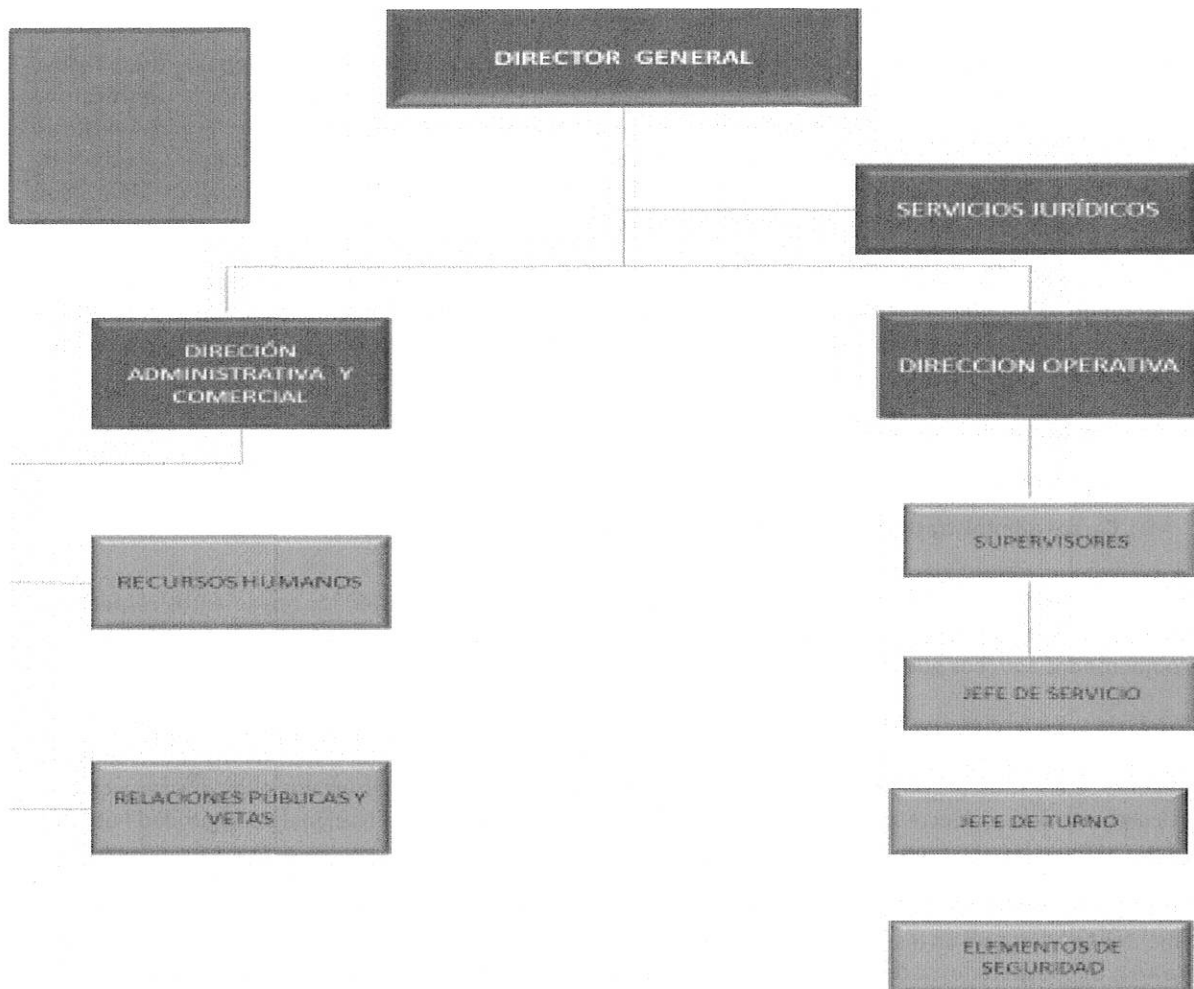 DIRECTOR GENERAL
SERVICIOS JURÍDICOS
DIRECIÓN
ADMINISTRATIVA Y
COMERCIAL
DIRECCION OPERATIVA
SUPERVISORES
RECURSOS HUMANOS
JEFE DE SERVICIO
RELACIONES PÚBLICAS Y
VETAS
JEFE DE TURNO
ELEMENTOS DE
SEGURIDAD